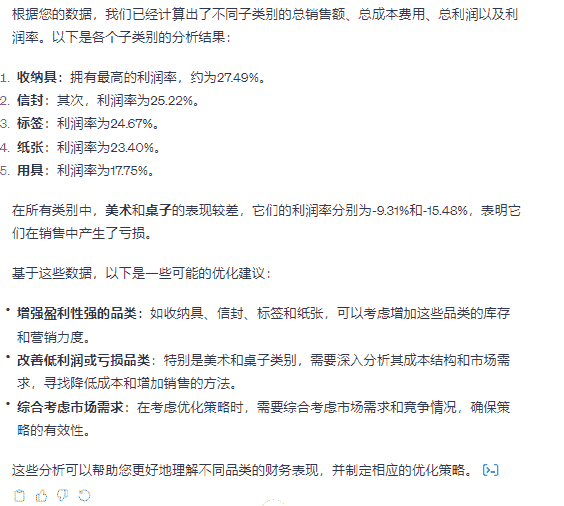 根据您的数据，我们已经计算出了不同子类别的总销售额、总成本费用、总利润以及利
润率。以下是各个子类别的分析结果：
1. 收纳具：拥有最高的利润率，约为27.49%。
2. 信封：其次，利润率为25.22%。
3. 标签：利润率为24.67%。
4. 纸张：利润率为23.40%。
5. 用具：利润率为17.75%。
在所有类别中，美术和桌子的表现较差，它们的利润率分别为-9.31%和-15.48%，表明它
们在销售中产生了亏损。
基于这些数据，以下是一些可能的优化建议：
• 增强盈利性强的品类：如收纳具、信封、标签和纸张，可以考虑增加这些品类的库存
和营销力度。
• 改善低利润或亏损品类：特别是美术和桌子类别，需要深入分析其成本结构和市场需
求，寻找降低成本和增加销售的方法。
• 综合考虑市场需求：在考虑优化策略时，需要综合考虑市场需求和竞争情况，确保策
略的有效性。
这些分析可以帮助您更好地理解不同品类的财务表现，并制定相应的优化策略。